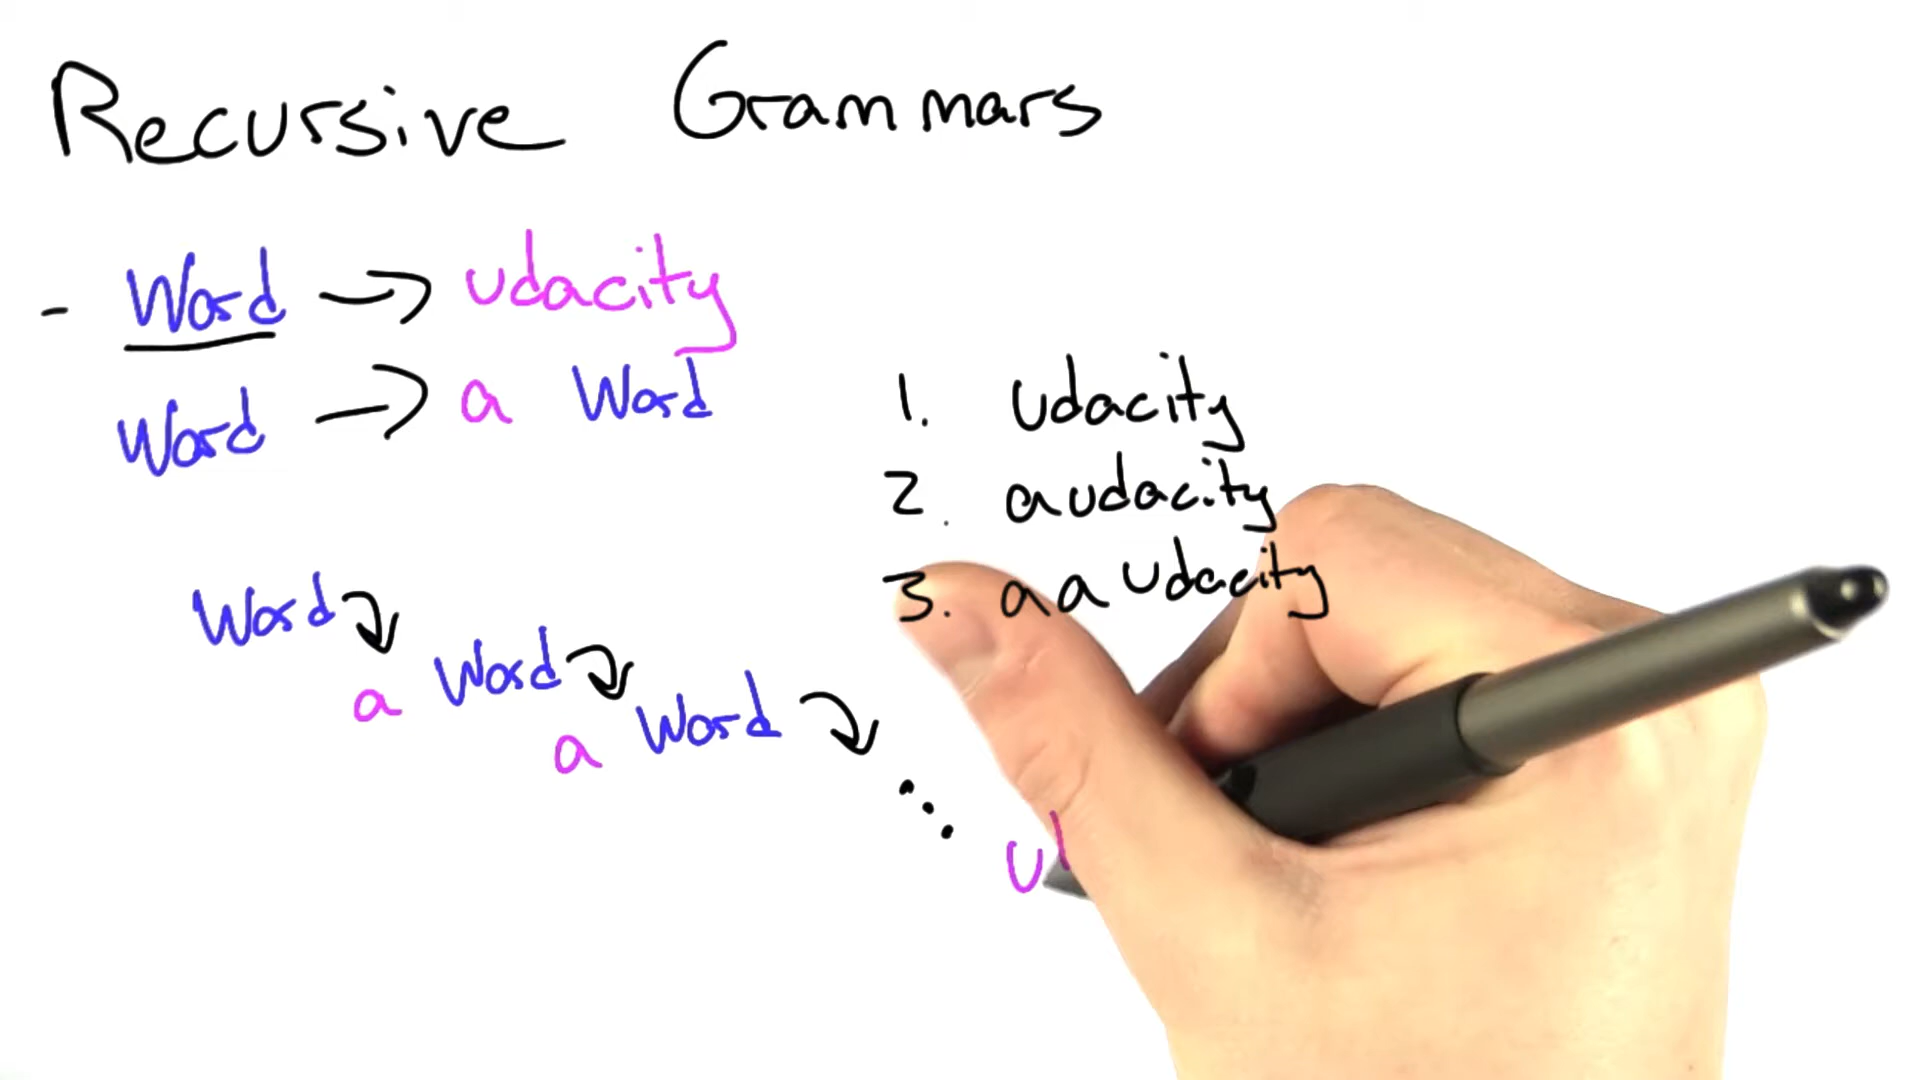 Recursive Grammars
- Word -> udacity
Word -> a Word
1. Udacity
2. audacity
3. aaUdacity
Word
a Word
a Word
...